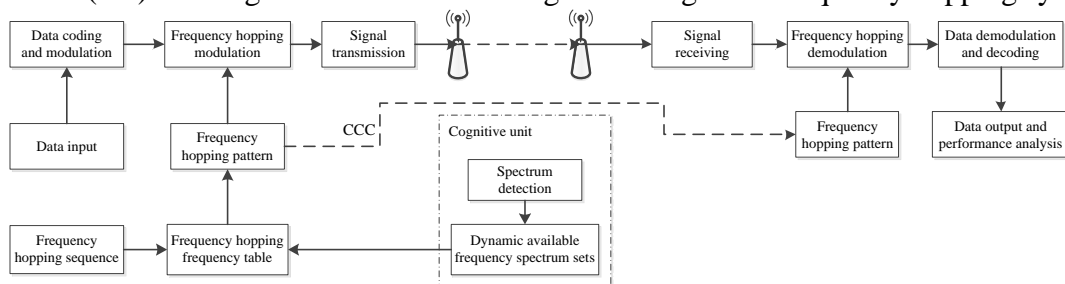 Data coding
and modulation
Frequency hopping
modulation
Signal
transmission
Signal
receiving
Frequency hopping
demodulation
Data demodulation
and decoding
Data input
Frequency
hopping pattern
CCC
Cognitive unit
Frequency
hopping pattern
Data output and
performance analysis
Spectrum
detection
Frequency
hopping sequence
Frequency hopping
frequency table
Dynamic available
frequency spectrum sets